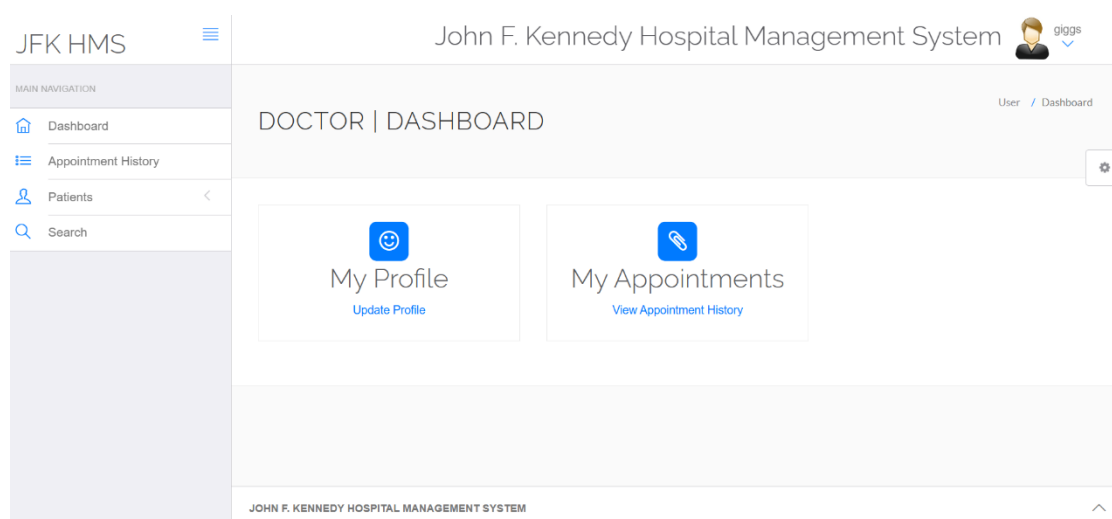 JFK HMS
John F. Kennedy Hospital Management System
giggs
MAIN NAVIGATION
Dashboard
Appointment History
Patients
Search
DOCTOR | DASHBOARD
User / Dashboard
My Profile
Update Profile
My Appointments
View Appointment History
JOHN F. KENNEDY HOSPITAL MANAGEMENT SYSTEM